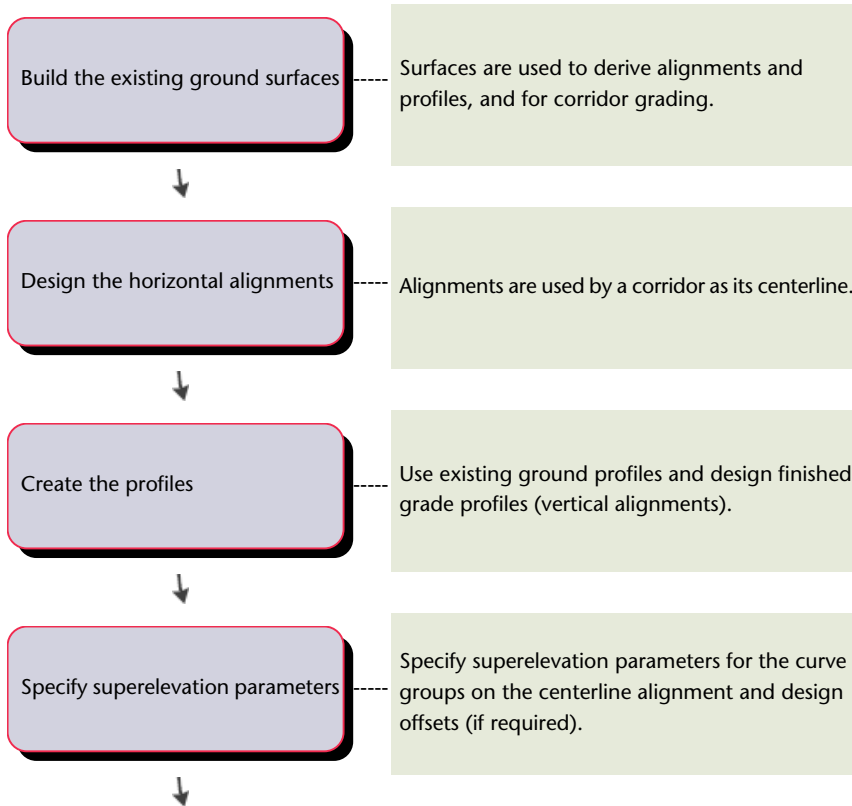 Build the existing ground surfaces
Surfaces are used to derive alignments and
profiles, and for corridor grading.
Design the horizontal alignments
Alignments are used by a corridor as its centerline.
Create the profiles
Use existing ground profiles and design finished
grade profiles (vertical alignments).
Specify superelevation parameters
Specify superelevation parameters for the curve
groups on the centerline alignment and design
offsets (if required).